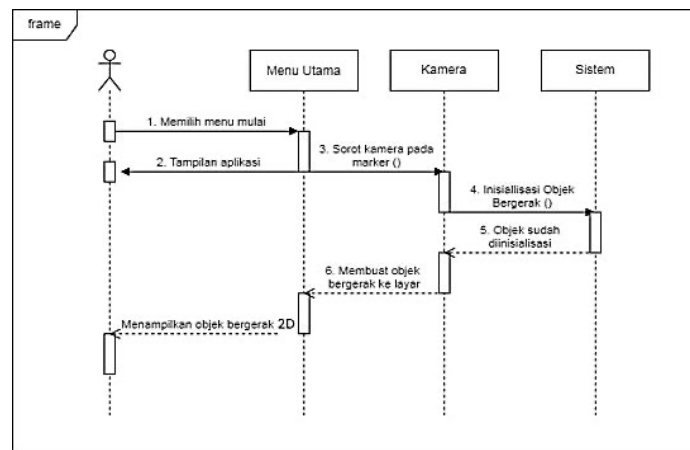 frame
Menu Utama
Kamera
Sistem
1. Memilih menu mulai
2. Tampilan aplikasi
3. Sorot kamera pada
marker ()
4. Inisiallisasi Objek
Bergerak ()
5. Objek sudah
diinisialisasi
6. Membuat objek
bergerak ke layar
Menampilkan objek bergerak 2D